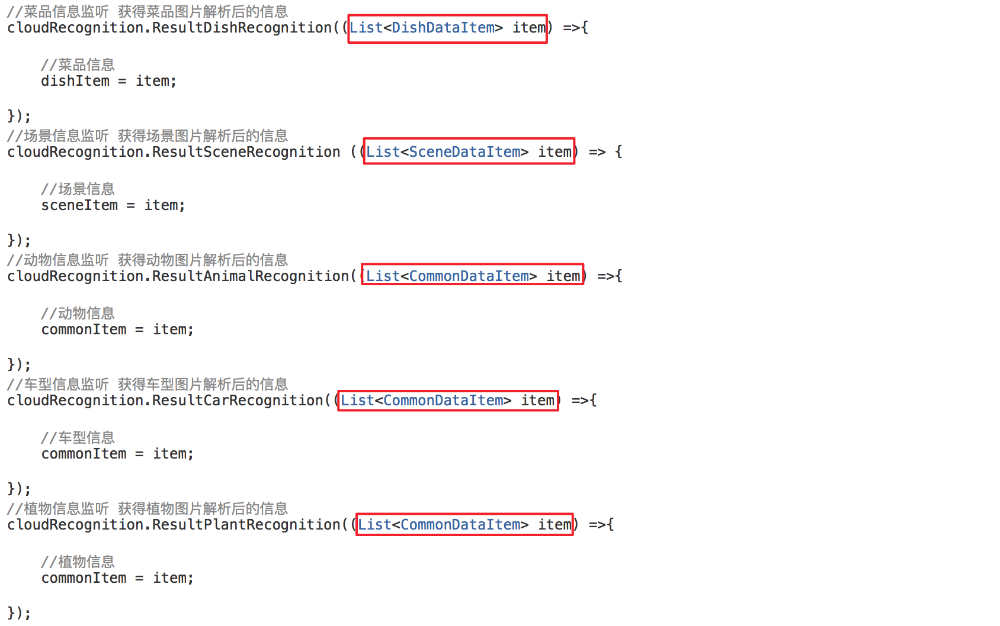 //菜品信息监听 获得菜品图片解析后的信息
cloudRecognition.ResultDishRecognition((List<DishDataItem> item) =>{
//菜品信息
dishItem = item;
});
//场景信息监听 获得场景图片解析后的信息
cloudRecognition.ResultSceneRecognition ((List<SceneDataItem> item) => {
//场景信息
sceneItem = item;
});
//动物信息监听 获得动物图片解析后的信息
cloudRecognition.ResultAnimalRecognition((List<CommonDataItem> item) =>{
//动物信息
commonItem = item;
});
//车型信息监听 获得车型图片解析后的信息
cloudRecognition.ResultCarRecognition((List<CommonDataItem> item) =>{
//车型信息
commonItem = item;
});
//植物信息监听 获得植物图片解析后的信息
cloudRecognition.ResultPlantRecognition((List<CommonDataItem> item) =>{
//植物信息
commonItem = item;
});